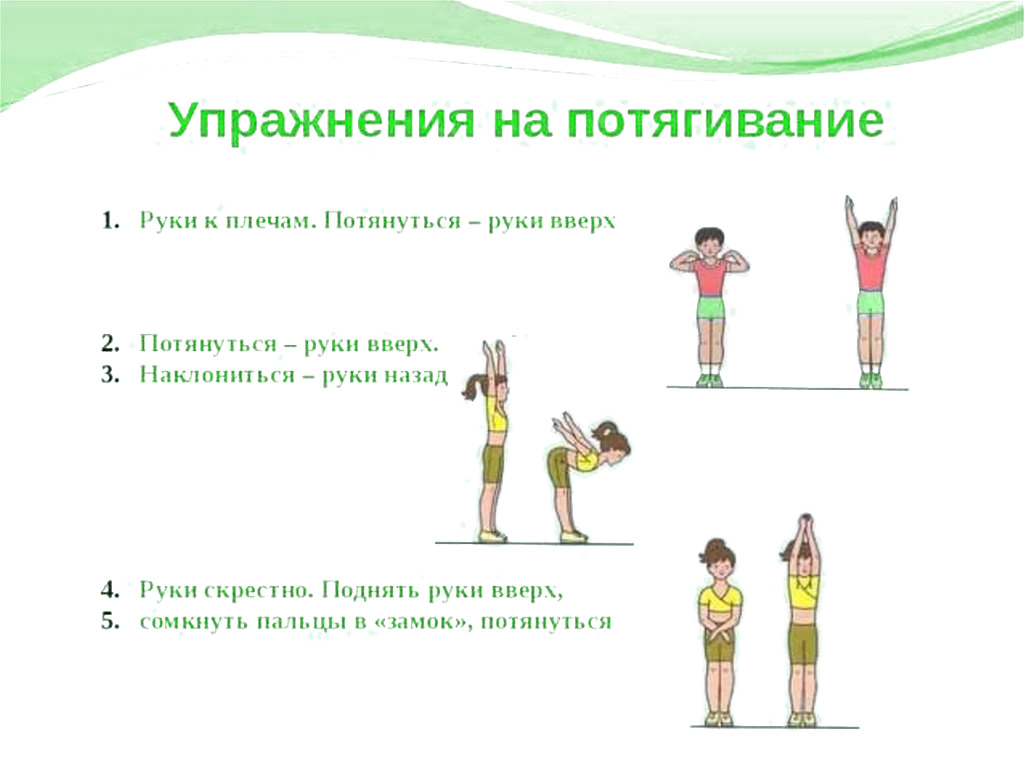 Упражнения на потягивание
1. Руки к плечам. Потянуться – руки вверх
2. Потянуться – руки вверх.
3. Наклониться – руки назад
4. Руки скрестно. Поднять руки вверх,
5. сомкнуть пальцы в «замок», потянуться